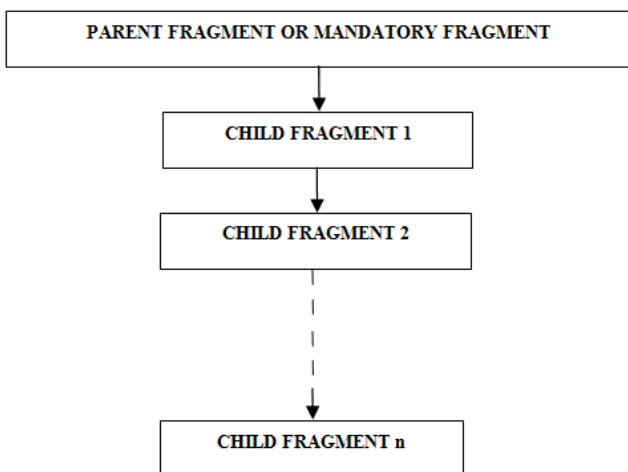 PARENT FRAGMENT OR MANDATORY FRAGMENT
CHILD FRAGMENT 1
CHILD FRAGMENT 2
CHILD FRAGMENT n